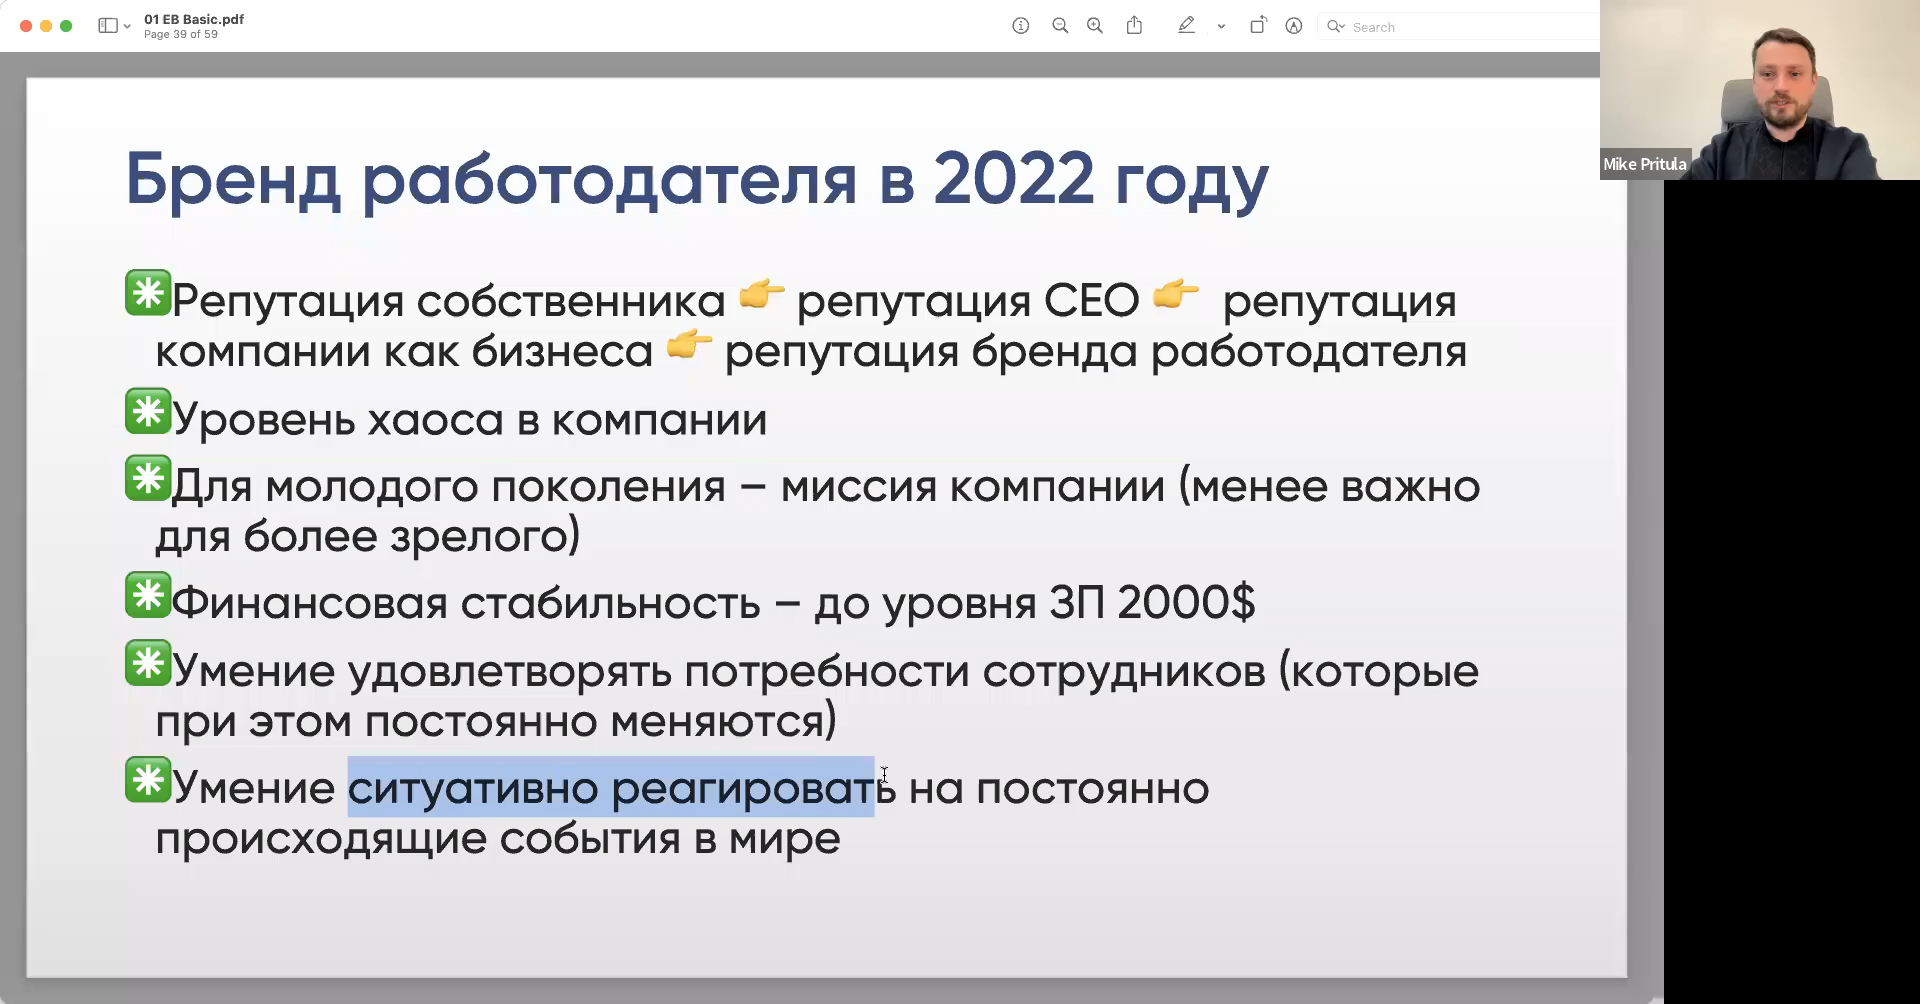 01 EB Basic.pdf
Page 39 of 59
Search
Mike Pritula
Бренд работодателя в 2022 году
✳️Репутация собственника 👉 репутация CEO 👉 репутация
компании как бизнеса 👉 репутация бренда работодателя
✳️Уровень хаоса в компании
✳️Для молодого поколения – миссия компании (менее важно
для более зрелого)
✳️Финансовая стабильность – до уровня ЗП 2000$
✳️Умение удовлетворять потребности сотрудников (которые
при этом постоянно меняются)
✳️Умение ситуативно реагировать на постоянно
происходящие события в мире